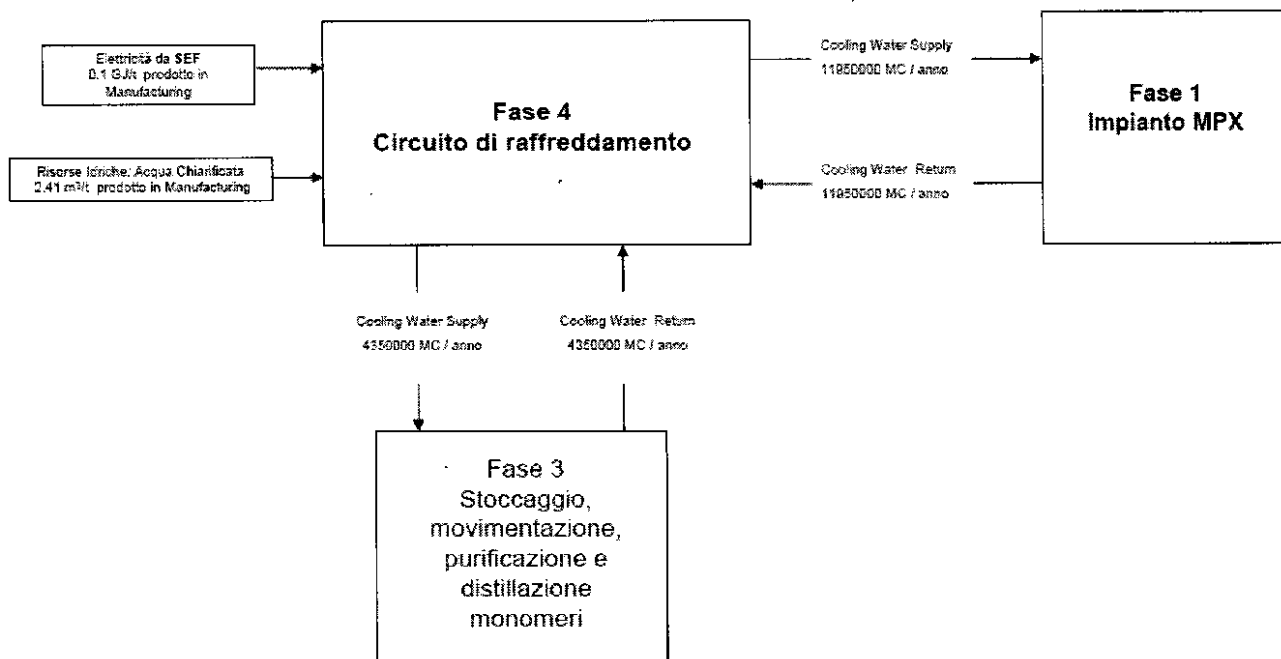 Elettricità da SEF
0.1 GJ/t prodotto in
Manufacturing
Risorse Idriche: Acqua Chiarificata
2.41 m³/t prodotto in Manufacturing
Fase 4
Circuito di raffreddamento
Cooling Water Supply
11950000 MC / anno
Cooling Water Return
11950000 MC / anno
Fase 1
Impianto MPX
Cooling Water Supply
4350000 MC / anno
Cooling Water Return
4350000 MC / anno
Fase 3
Stoccaggio,
movimentazione,
purificazione e
distillazione
monomeri